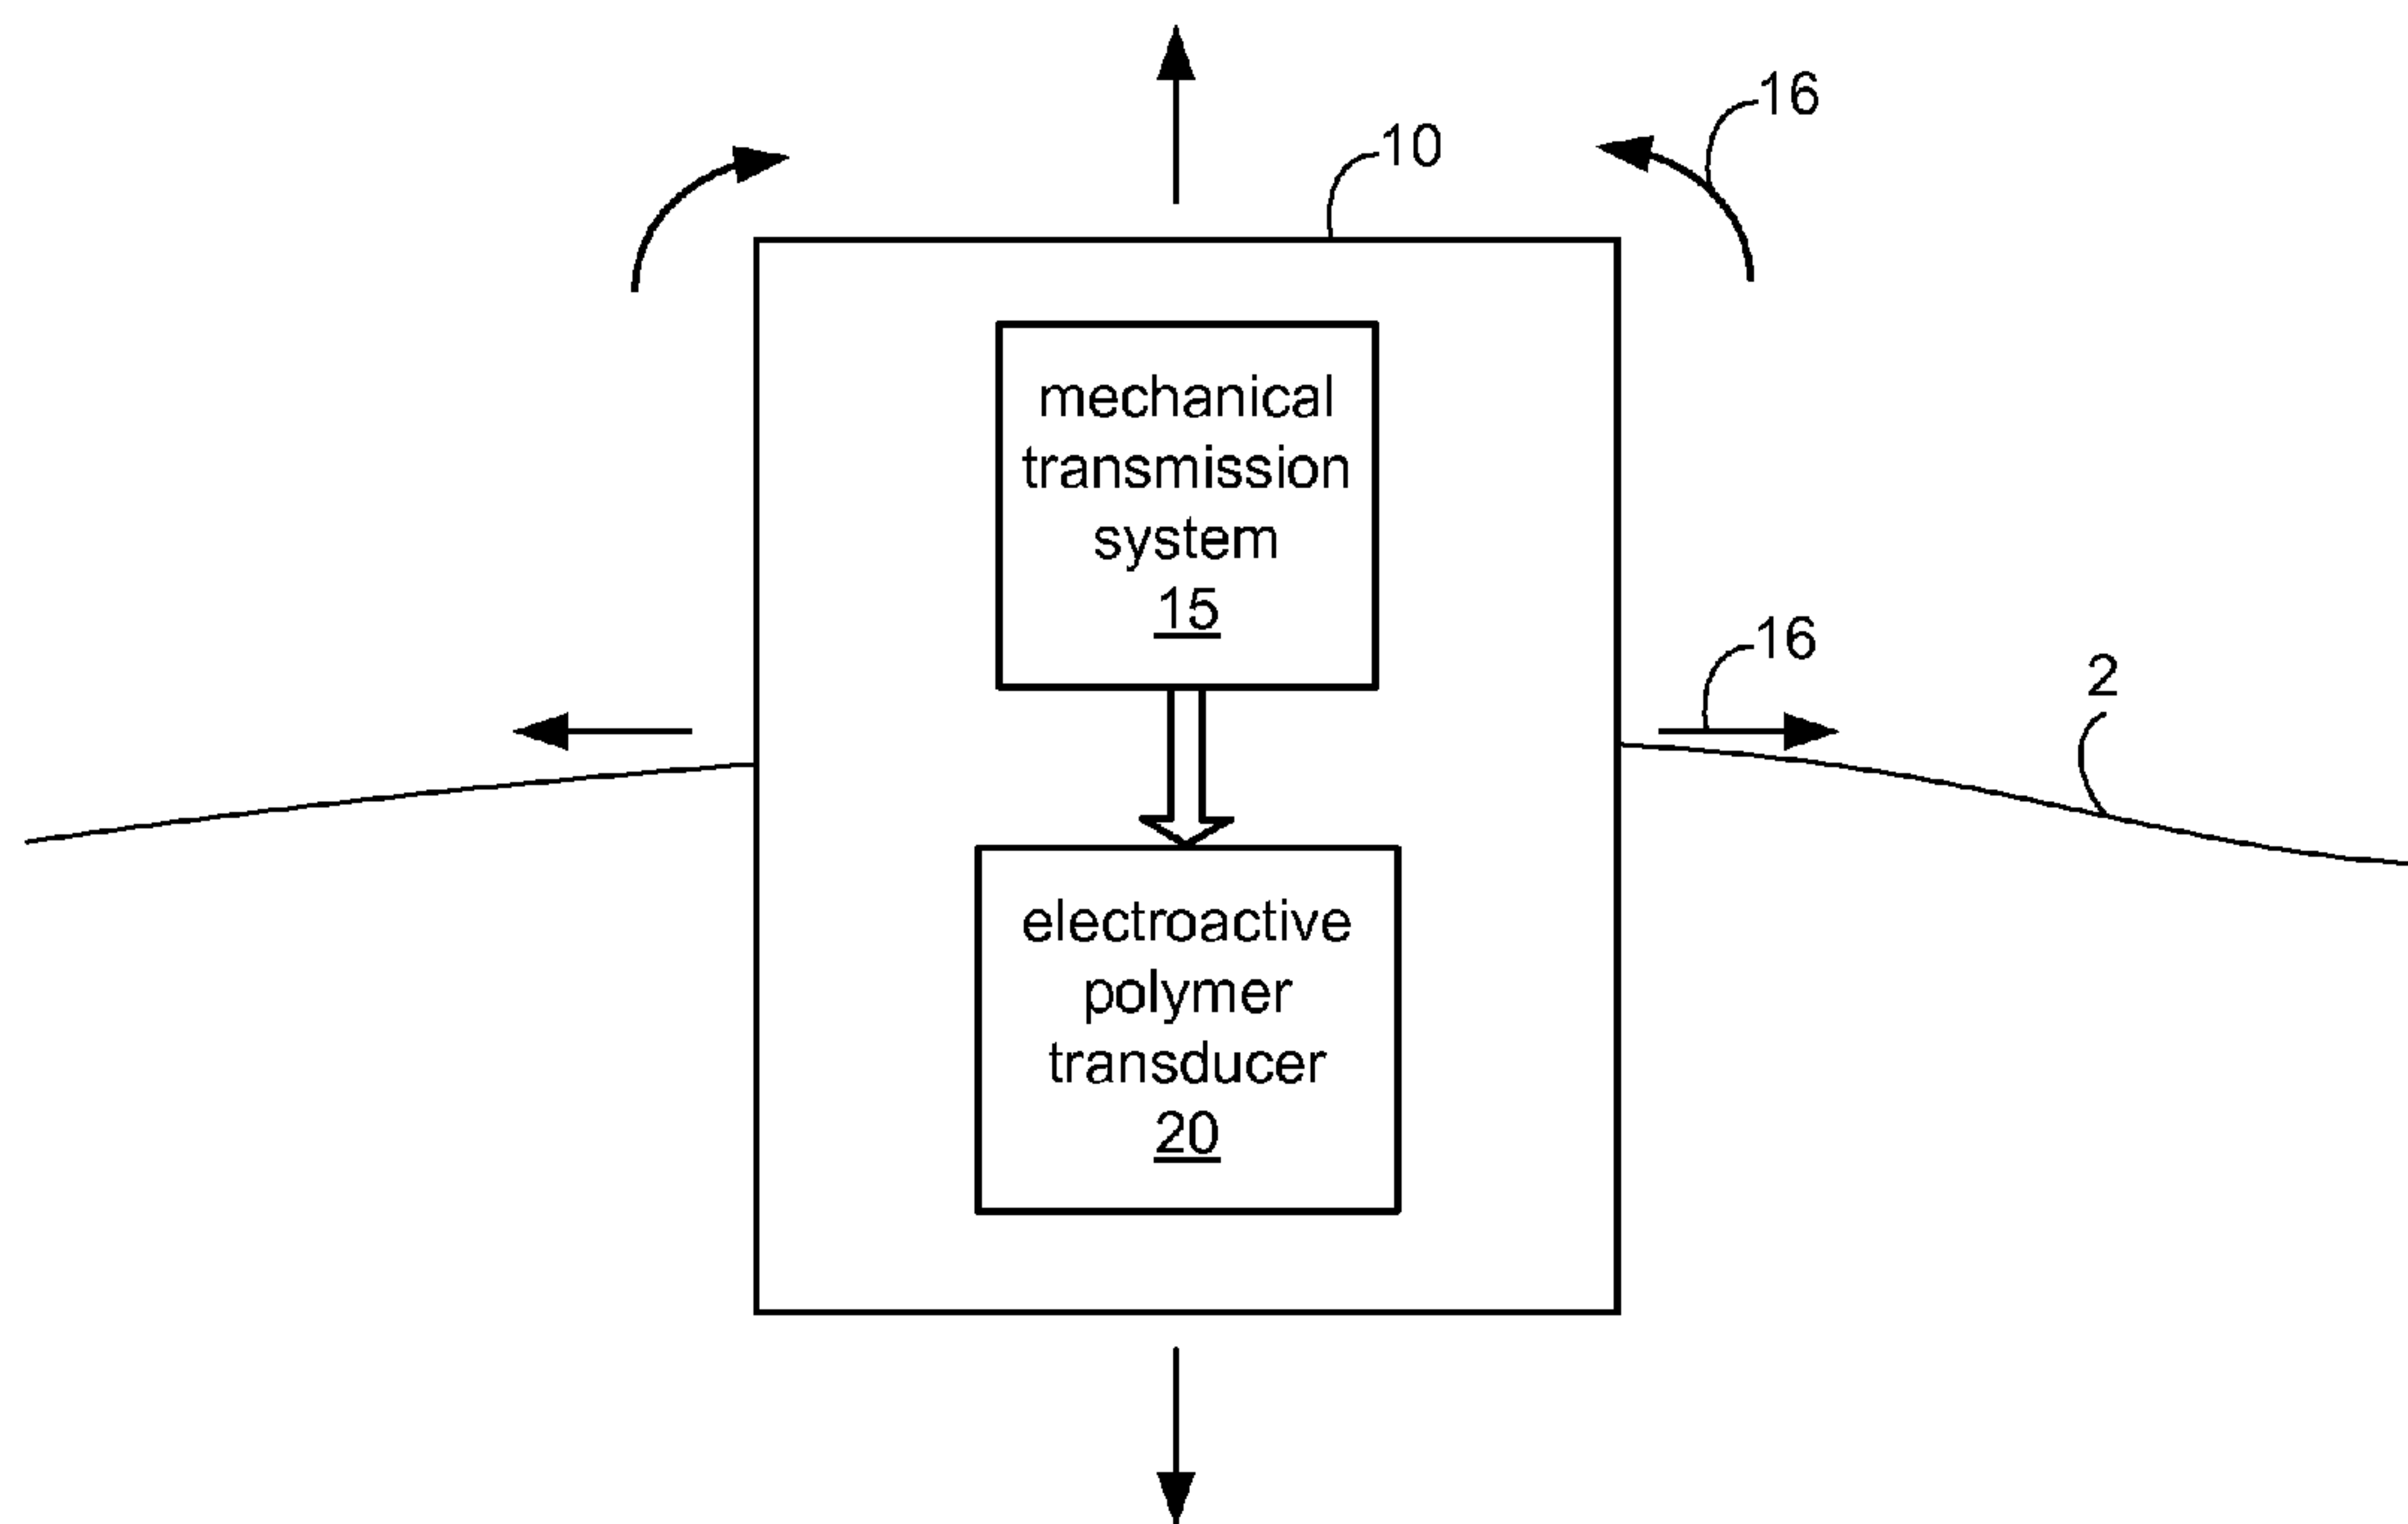 16
10
mechanical
transmission
system
15
16
2
electroactive
polymer
transducer
20